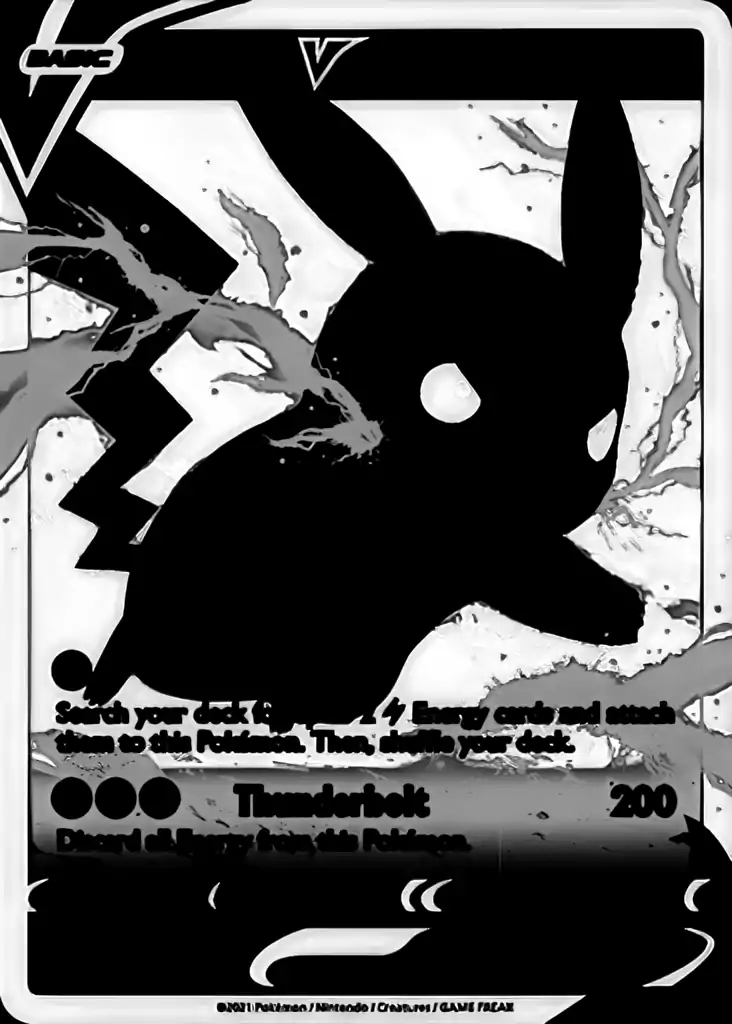 BASIC
V
Search your deck for up to 2 Energy cards and attach
them to this Pokémon. Then, shuffle your deck.
Thunderbolt 200
Discard all Energy from this Pokémon.
©2021 Pokémon / Nintendo / Creatures / GAME FREAK